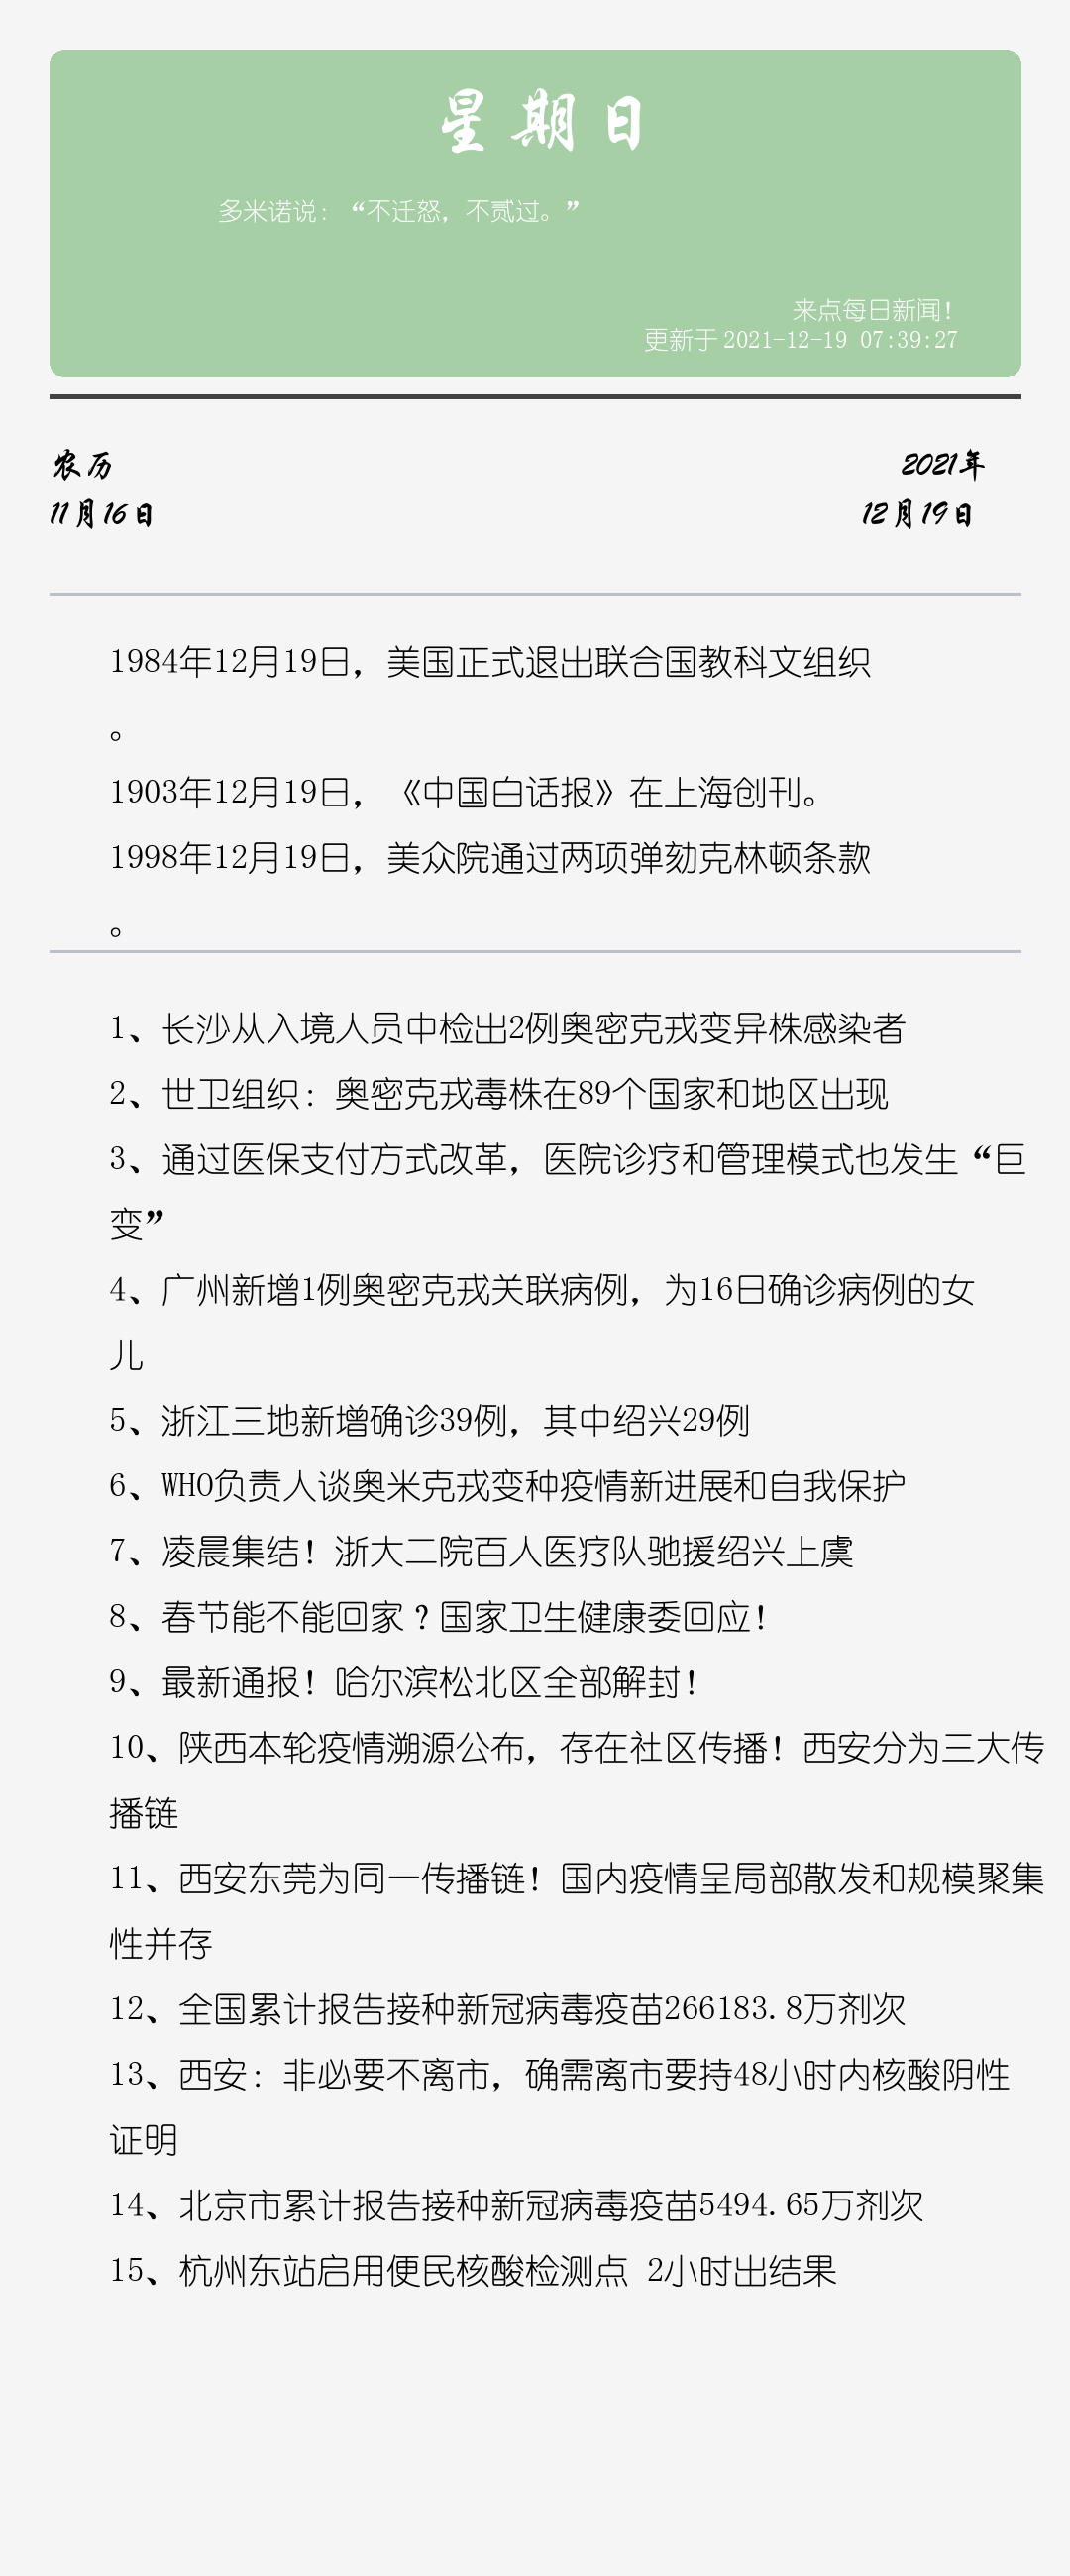 星期日
多米诺说：“不迁怒，不贰过。”
来点每日新闻！
更新于 2021-12-19 07:39:27
农历
2021年
11月16日
12月19日
1984年12月19日，美国正式退出联合国教科文组织
。
1903年12月19日，《中国白话报》在上海创刊。
1998年12月19日，美众院通过两项弹劾克林顿条款
。
1、长沙从入境人员中检出2例奥密克戎变异株感染者
2、世卫组织：奥密克戎毒株在89个国家和地区出现
3、通过医保支付方式改革，医院诊疗和管理模式也发生“巨
变”
4、广州新增1例奥密克戎关联病例，为16日确诊病例的女
儿
5、浙江三地新增确诊39例，其中绍兴29例
6、WHO负责人谈奥米克戎变种疫情新进展和自我保护
7、凌晨集结！浙大二院百人医疗队驰援绍兴上虞
8、春节能不能回家？国家卫生健康委回应！
9、最新通报！哈尔滨松北区全部解封！
10、陕西本轮疫情溯源公布，存在社区传播！西安分为三大传
播链
11、西安东莞为同一传播链！国内疫情呈局部散发和规模聚集
性并存
12、全国累计报告接种新冠病毒疫苗266183.8万剂次
13、西安：非必要不离市，确需离市要持48小时内核酸阴性
证明
14、北京市累计报告接种新冠病毒疫苗5494.65万剂次
15、杭州东站启用便民核酸检测点 2小时出结果